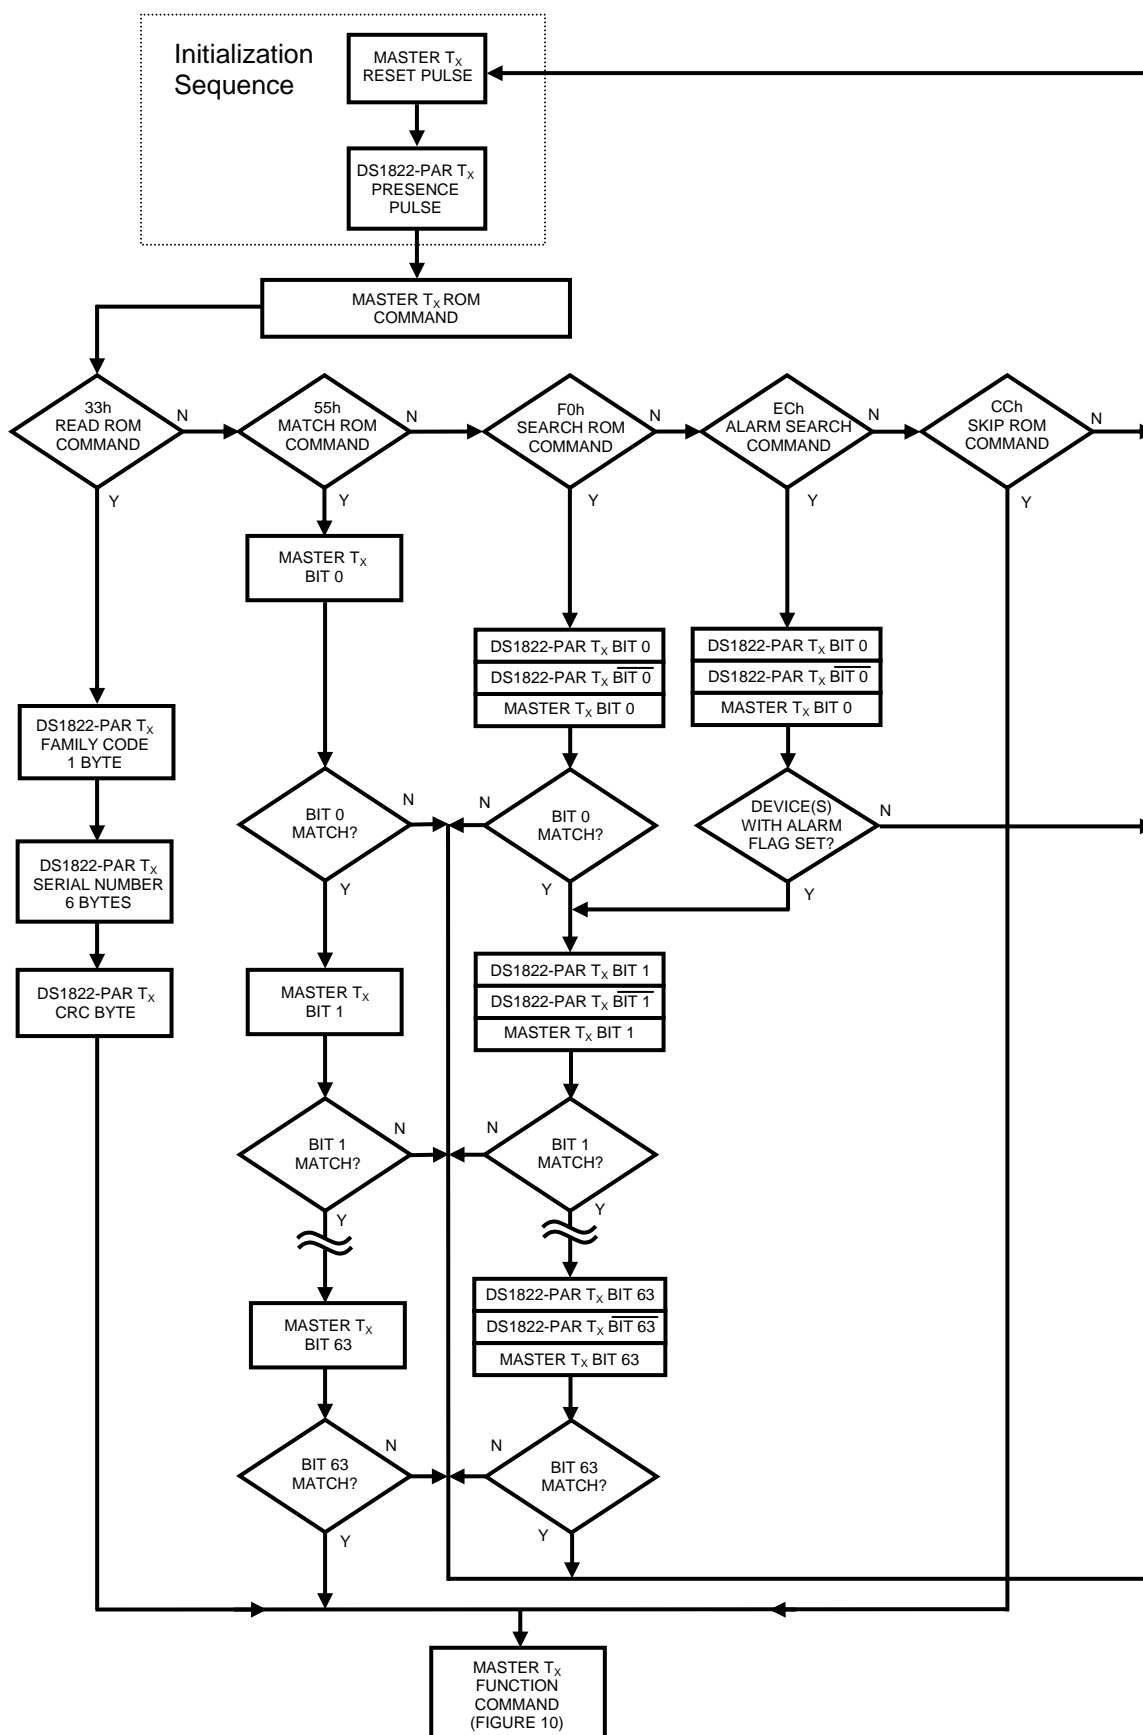 Initialization
Sequence
MASTER TX
RESET PULSE
DS1822-PAR TX
PRESENCE
PULSE
MASTER TX ROM
COMMAND
33h
READ ROM
COMMAND
N
Y
55h
MATCH ROM
COMMAND
N
Y
F0h
SEARCH ROM
COMMAND
N
Y
ECh
ALARM SEARCH
COMMAND
N
Y
CCh
SKIP ROM
COMMAND
N
Y
MASTER TX
BIT 0
DS1822-PAR TX BIT 0
DS1822-PAR TX BIT 0
MASTER TX BIT 0
DS1822-PAR TX BIT 0
DS1822-PAR TX BIT 0
MASTER TX BIT 0
DS1822-PAR TX
FAMILY CODE
1 BYTE
BIT 0
MATCH?
N
Y
N
BIT 0
MATCH?
Y
DEVICE(S)
WITH ALARM
FLAG SET?
N
Y
DS1822-PAR TX
SERIAL NUMBER
6 BYTES
DS1822-PAR TX
CRC BYTE
MASTER TX
BIT 1
DS1822-PAR TX BIT 1
DS1822-PAR TX BIT 1
MASTER TX BIT 1
BIT 1
MATCH?
N
Y
N
BIT 1
MATCH?
Y
MASTER TX
BIT 63
DS1822-PAR TX BIT 63
DS1822-PAR TX BIT 63
MASTER TX BIT 63
BIT 63
MATCH?
N
Y
N
BIT 63
MATCH?
Y
MASTER TX
FUNCTION
COMMAND
(FIGURE 10)